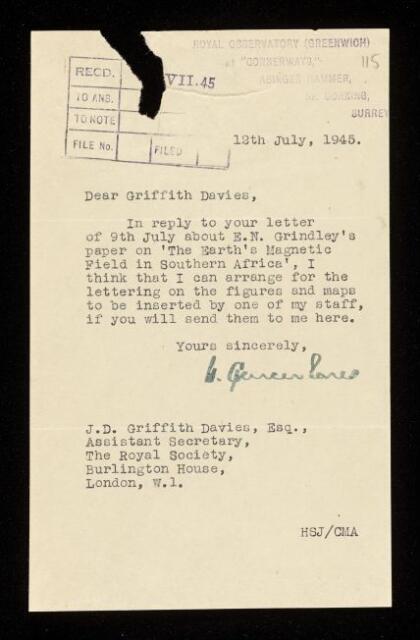 ROYAL OBSERVATORY (GREENWICH)
at "CORNERWAYS,"
115
ABINGER HAMMER,
Nr. DORKING,
SURREY
RECD.
VII.45
TO ANS.
TO NOTE
FILE No.
FILED
12th July, 1945.
Dear Griffith Davies,
In reply to your letter
of 9th July about E.N. Grindley's
paper on 'The Earth's Magnetic
Field in Southern Africa', I
think that I can arrange for the
lettering on the figures and maps
to be inserted by one of my staff,
if you will send them to me here.
Yours sincerely,
H. Spencer Jones
J.D. Griffith Davies, Esq.,
Assistant Secretary,
The Royal Society,
Burlington House,
London, W.1.
HSJ/CMA